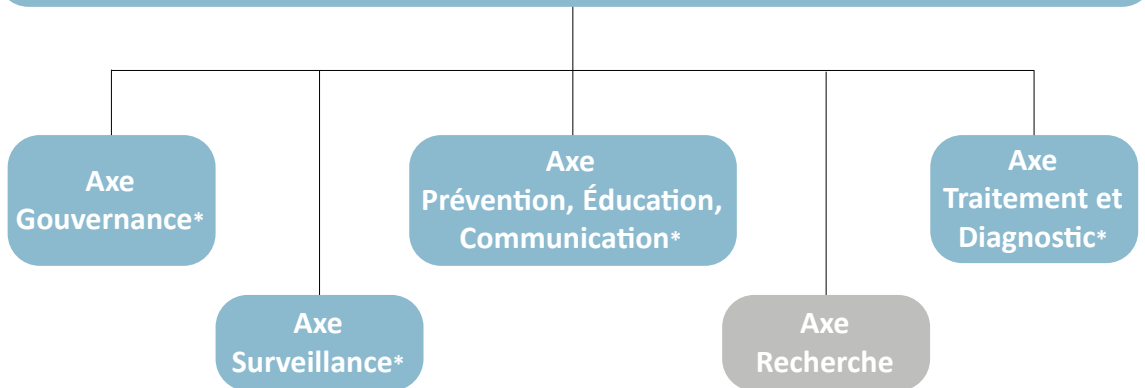 Axe
Gouvernance*
Axe
Prévention, Éducation,
Communication*
Axe
Traitement et
Diagnostic*
Axe
Surveillance*
Axe
Recherche